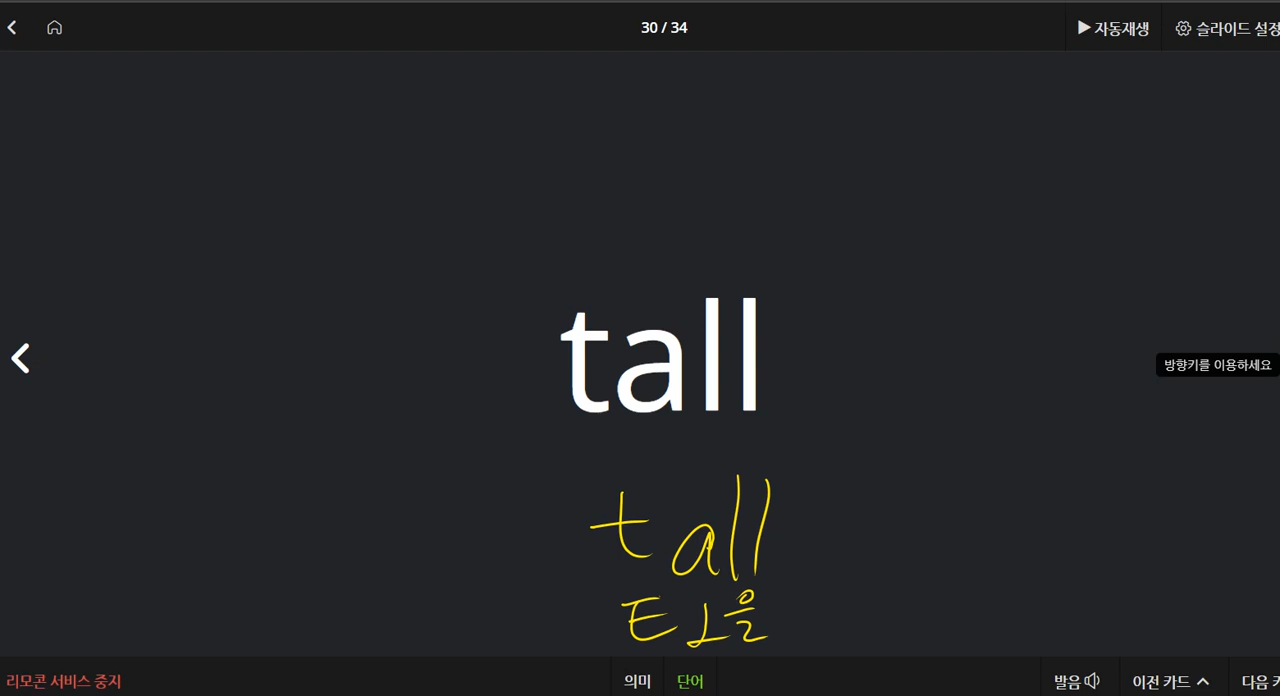 30 / 34
▶ 자동재생
슬라이드 설정
tall
방향키를 이용하세요
tall
리모콘 서비스 중지
의미
단어
발음
이전 카드
다음